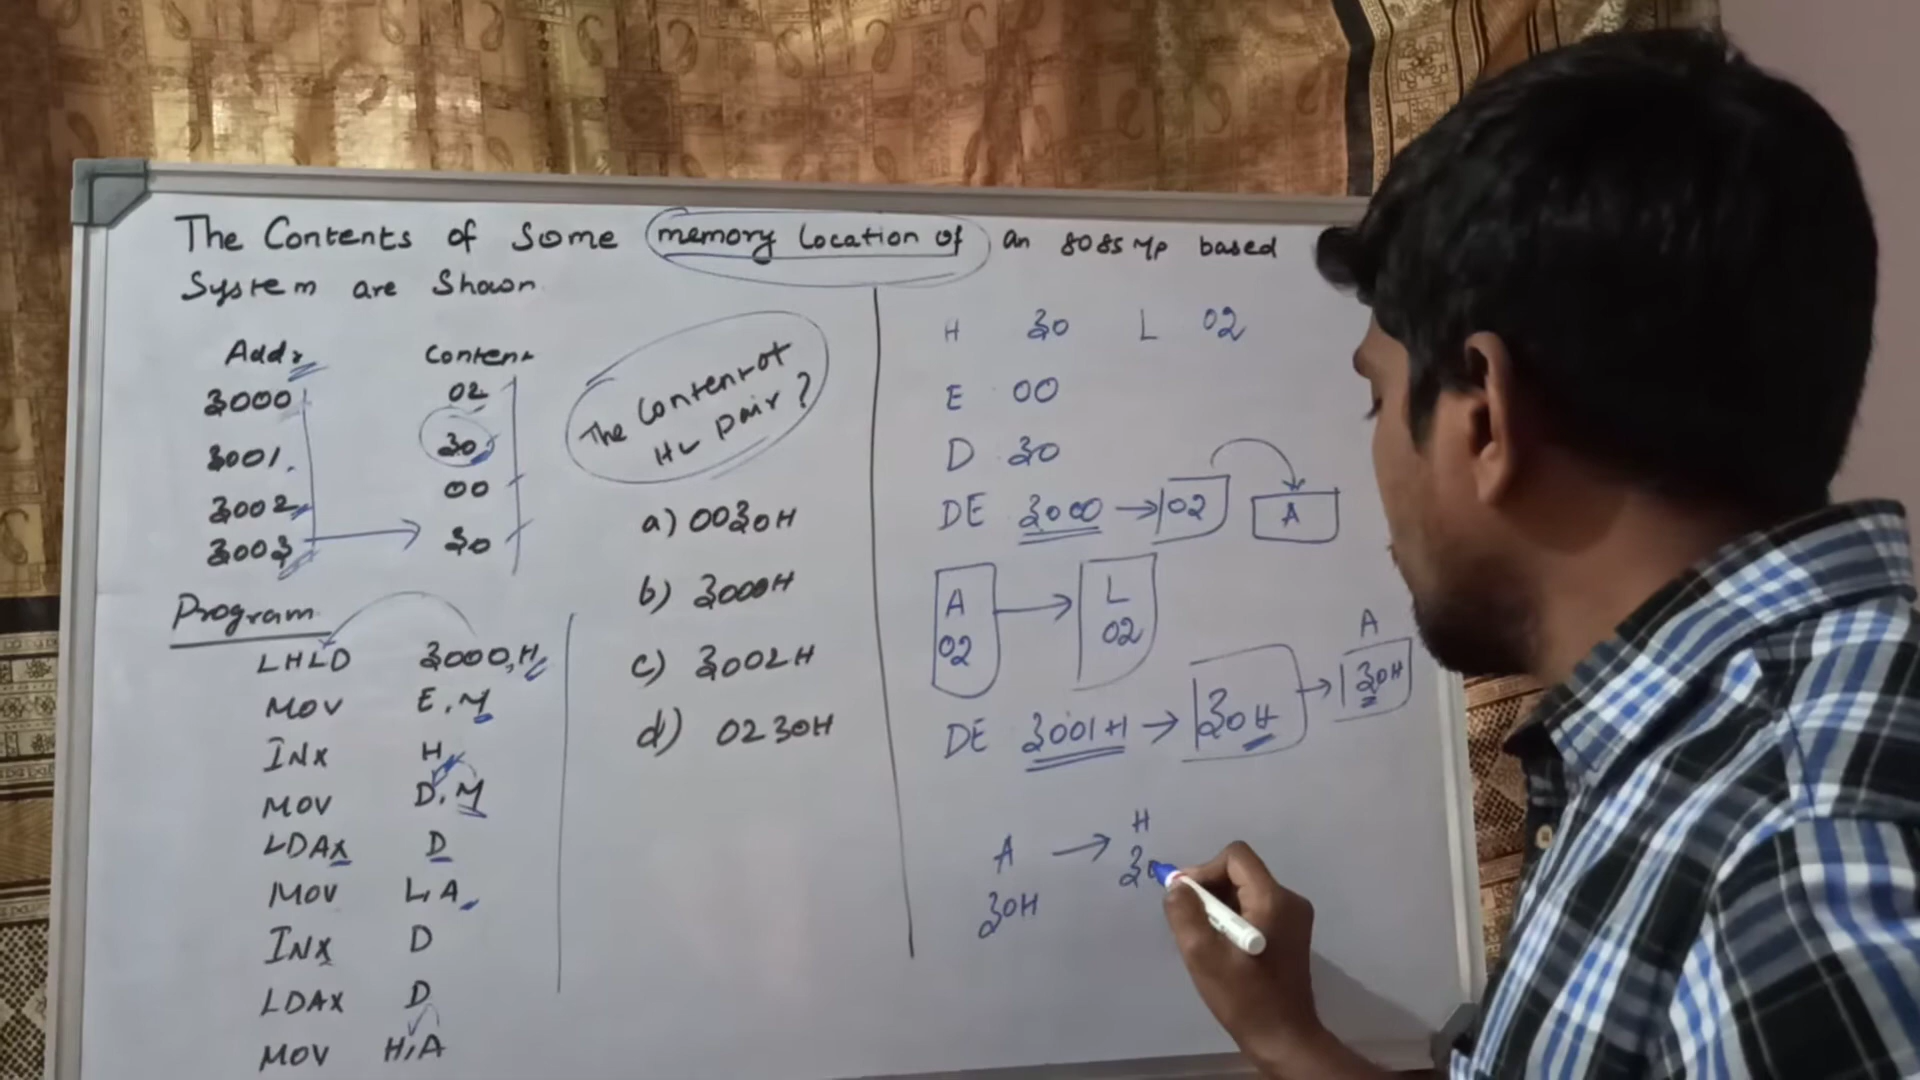 The Contents of Some memory Location of an 8085 μp based
System are Shown
Addr Content
3000 02
3001 30
3002 00
3003 30
The Content of
HL pair?
a) 0030H
b) 3000H
c) 3002H
d) 0230H
Program
LHLD 3000,H
MOV E,M
INX H
MOV D,M
LDAX D
MOV L,A
INX D
LDAX D
MOV H,A
H 30 L 02
E 00
D 30
DE 3000 → 02 A
A → L
02 02
A
DE 3001H → 30H → 30H
H
A → 30
30H